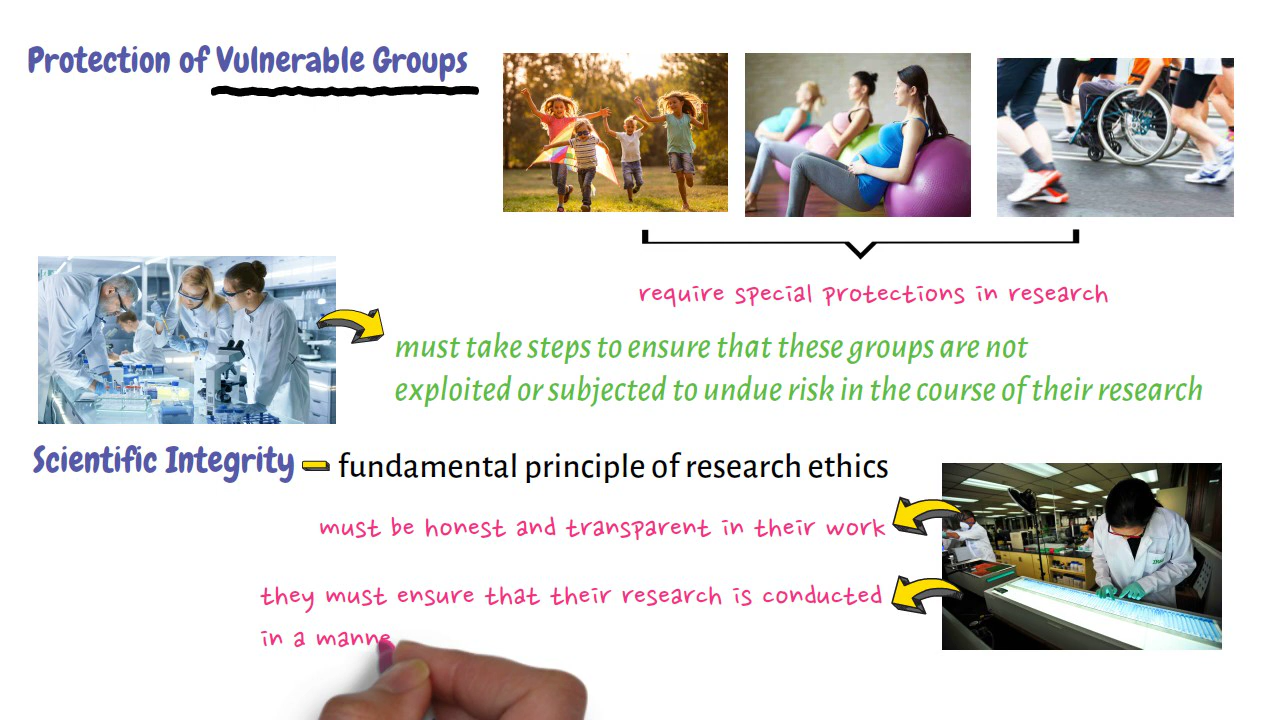 Protection of Vulnerable Groups
require special protections in research
must take steps to ensure that these groups are not
exploited or subjected to undue risk in the course of their research
Scientific Integrity
fundamental principle of research ethics
must be honest and transparent in their work
they must ensure that their research is conducted
in a manne